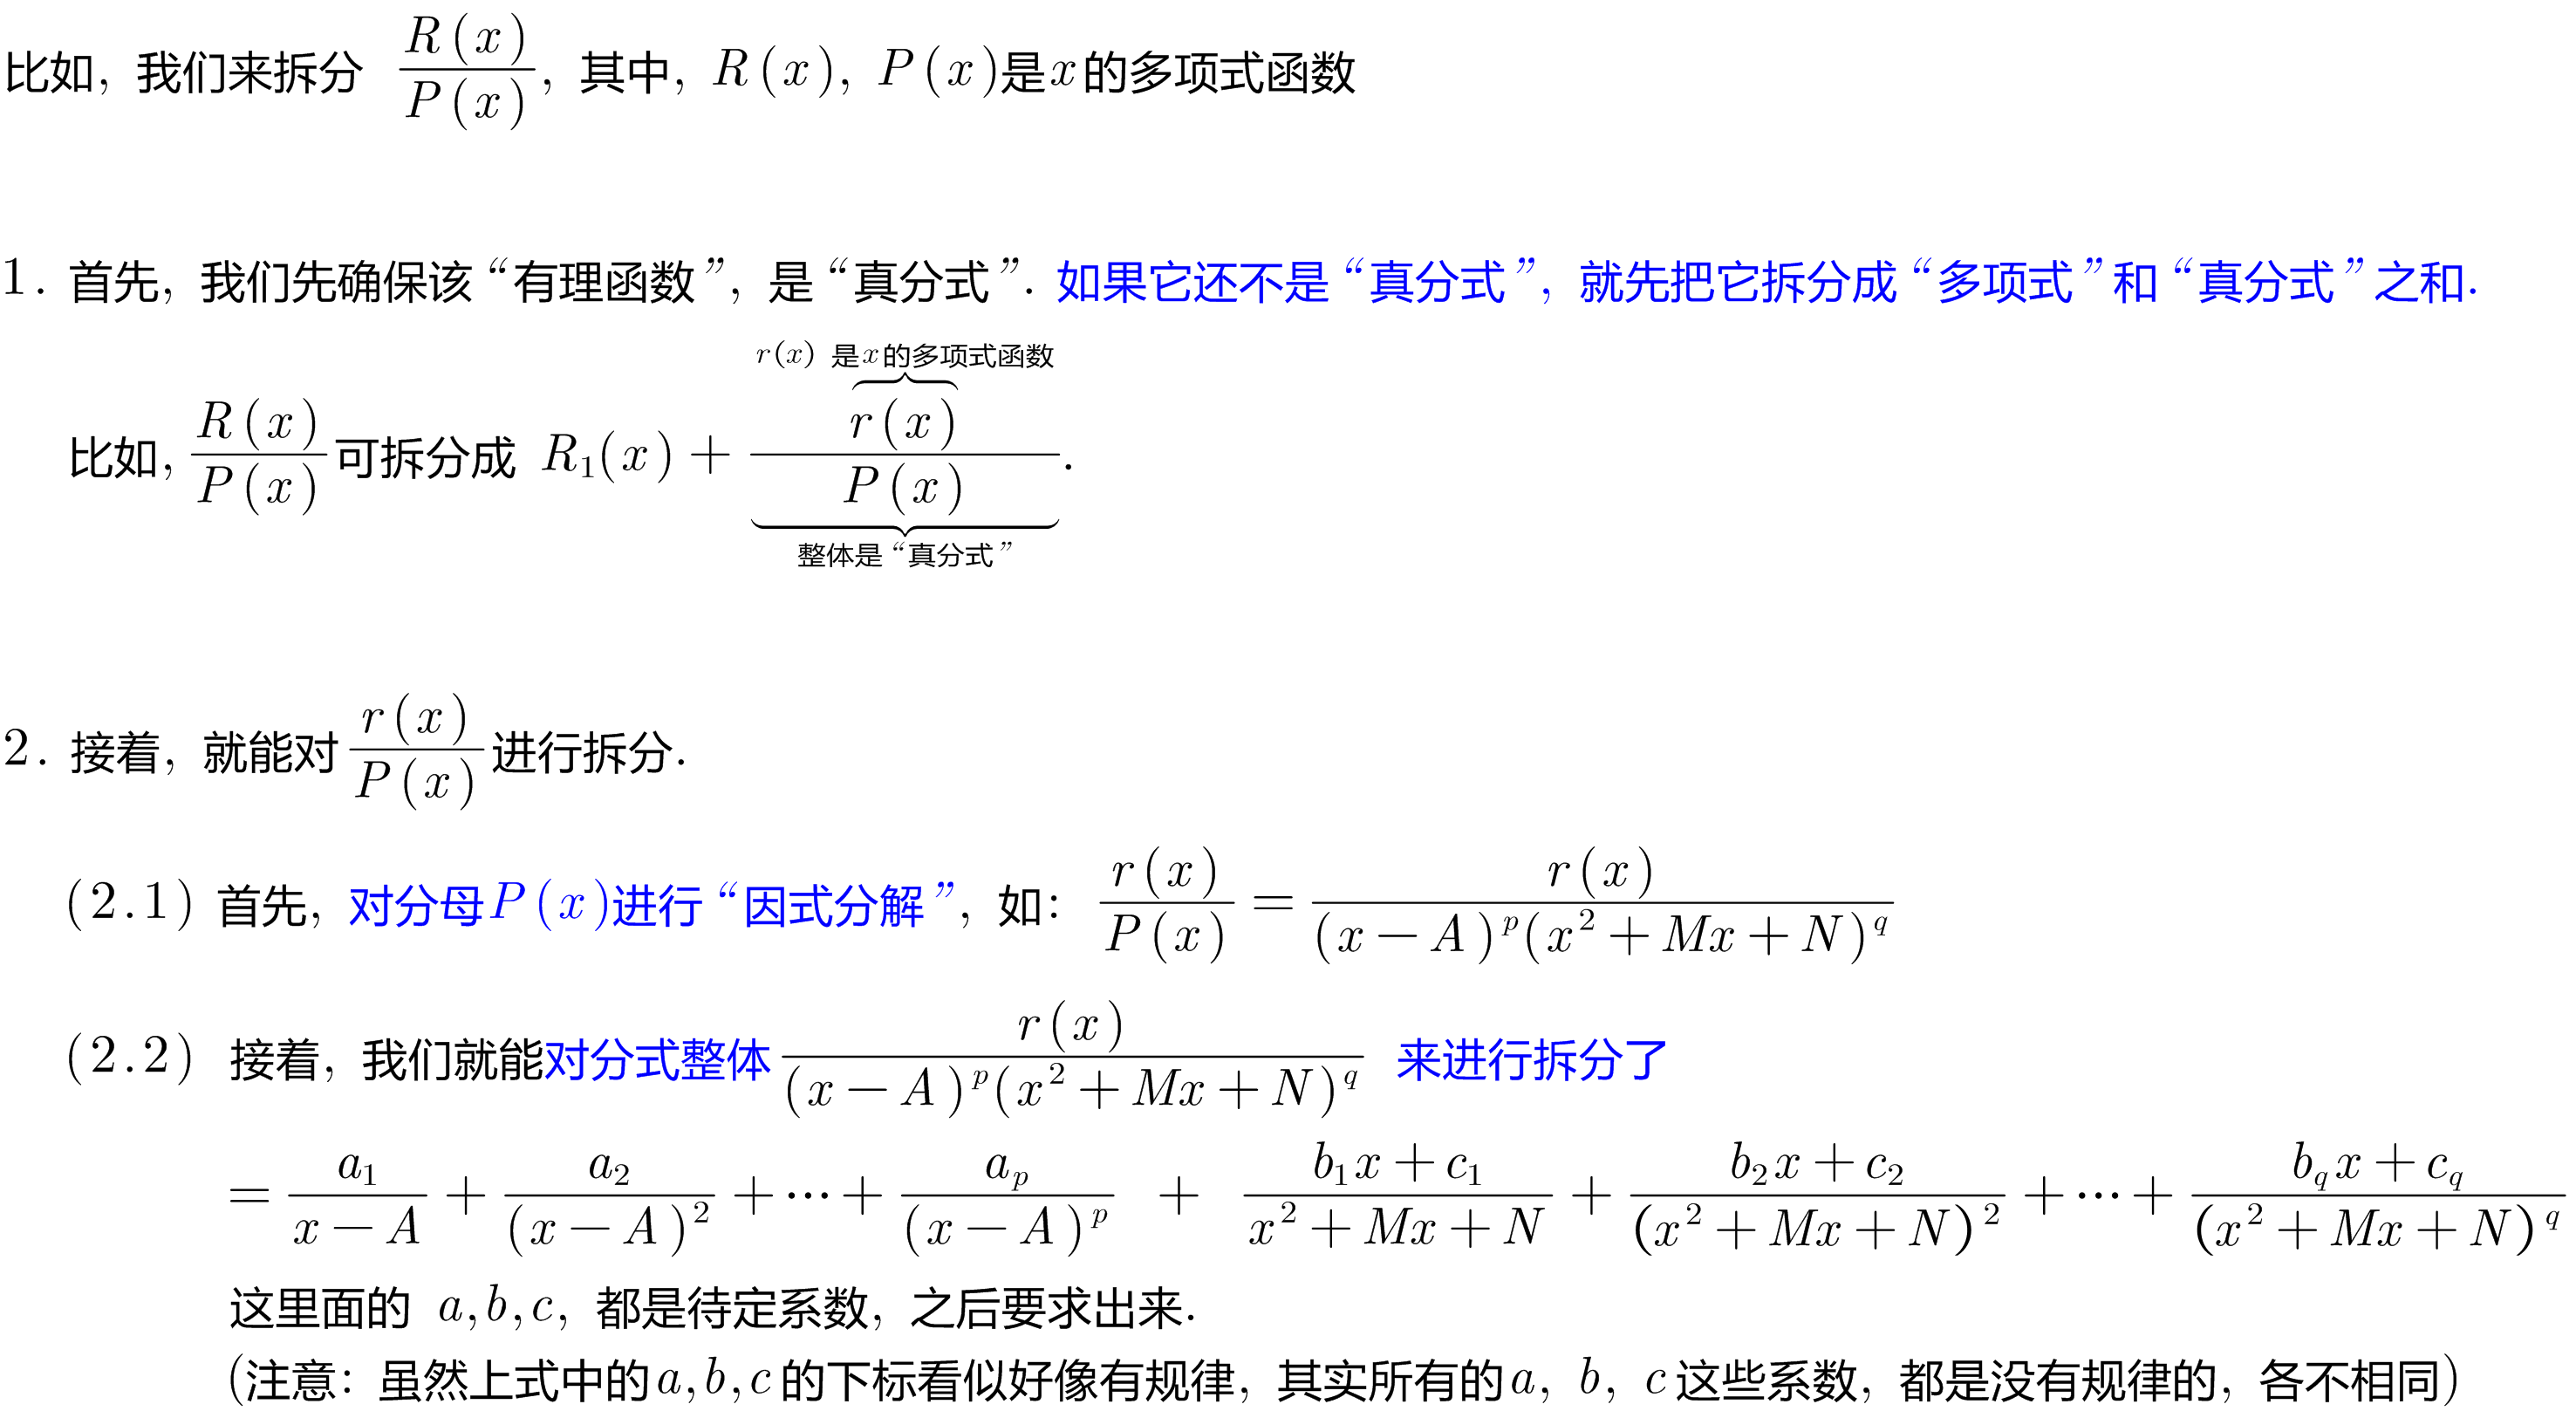 比如, 我们来拆分 $\frac{R(x)}{P(x)}$, 其中, $R(x)$, $P(x)$是$x$的多项式函数
1. 首先, 我们先确保该“有理函数”, 是“真分式”. 如果它还不是“真分式”, 就先把它拆分成“多项式”和“真分式”之和.
比如, $\frac{R(x)}{P(x)}$可拆分成 $R_1(x)+\underbrace{\frac{\overbrace{r(x)}^{r(x)\ 是x的多项式函数}}{P(x)}}_{整体是“真分式”}$.
2. 接着, 就能对$\frac{r(x)}{P(x)}$进行拆分.
(2.1) 首先, 对分母$P(x)$进行“因式分解”, 如: $\frac{r(x)}{P(x)}=\frac{r(x)}{(x-A)^p(x^2+Mx+N)^q}$
(2.2) 接着, 我们就能对分式整体$\frac{r(x)}{(x-A)^p(x^2+Mx+N)^q}$ 来进行拆分了
$=\frac{a_1}{x-A}+\frac{a_2}{(x-A)^2}+\cdots+\frac{a_p}{(x-A)^p}+\frac{b_1x+c_1}{x^2+Mx+N}+\frac{b_2x+c_2}{(x^2+Mx+N)^2}+\cdots+\frac{b_qx+c_q}{(x^2+Mx+N)^q}$
这里面的 $a,b,c$, 都是待定系数, 之后要求出来.
(注意: 虽然上式中的$a,b,c$的下标看似好像有规律, 其实所有的$a$, $b$, $c$这些系数, 都是没有规律的, 各不相同)